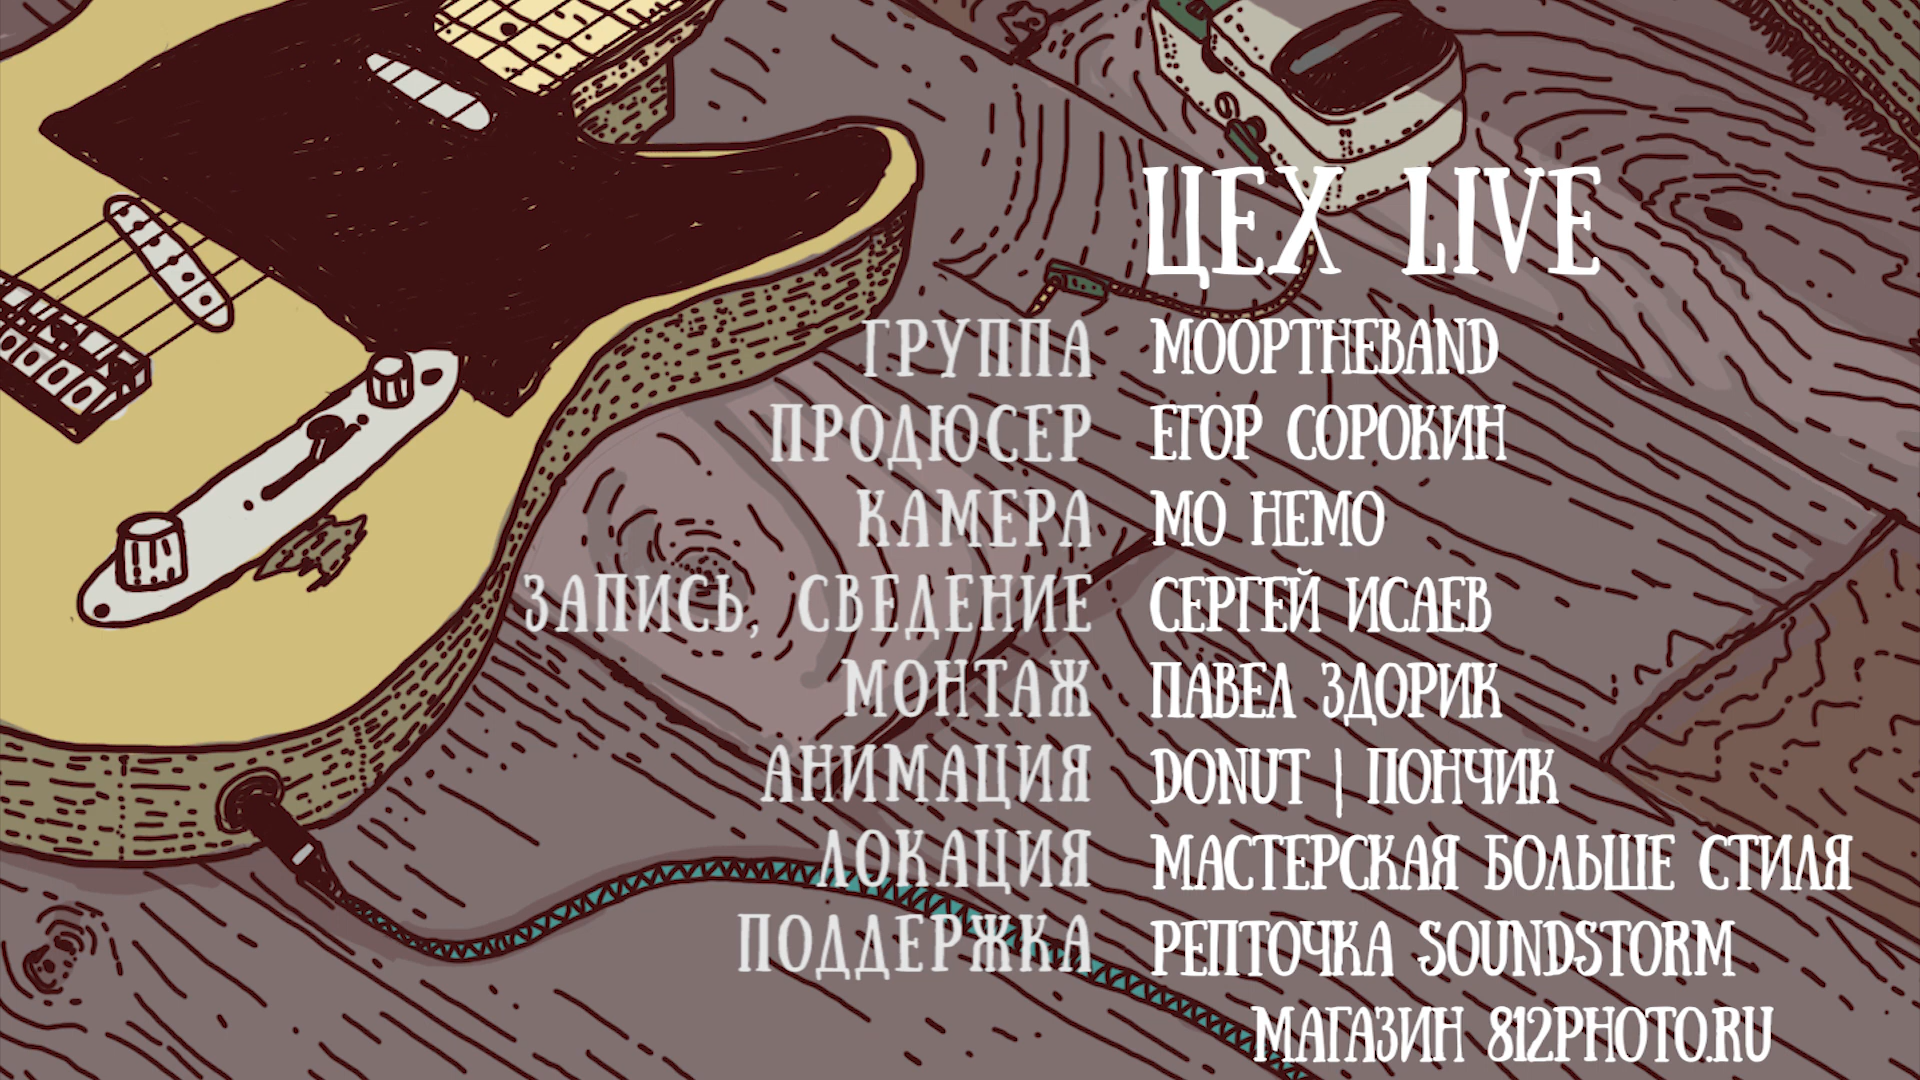 ЦЕХ LIVE
ГРУППА MOOPTHEBAND
ПРОДЮСЕР ЕГОР СОРОКИН
КАМЕРА МО НЕМО
ЗАПИСЬ, СВЕДЕНИЕ СЕРГЕЙ ИСАЕВ
МОНТАЖ ПАВЕЛ ЗДОРИК
АНИМАЦИЯ DONUT | ПОНЧИК
ЛОКАЦИЯ МАСТЕРСКАЯ БОЛЬШЕ СТИЛЯ
ПОДДЕРЖКА РЕПТОЧКА SOUNDSTORM
МАГАЗИН 812PHOTO.RU